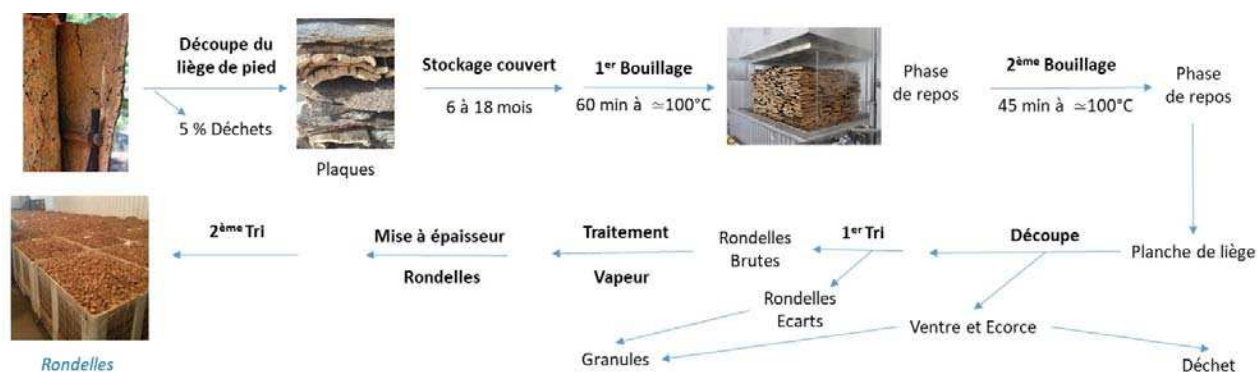 Découpe du
liège de pied
5 % Déchets
Plaques
Stockage couvert
6 à 18 mois
1er Bouillage
60 min à ≃100°C
Phase
de repos
2ème Bouillage
45 min à ≃100°C
Phase
de repos
Planche de liège
Découpe
Ventre et Ecorce
Déchet
1er Tri
Rondelles
Brutes
Rondelles
Ecarts
Granules
Traitement
Vapeur
Mise à épaisseur
Rondelles
2ème Tri
Rondelles